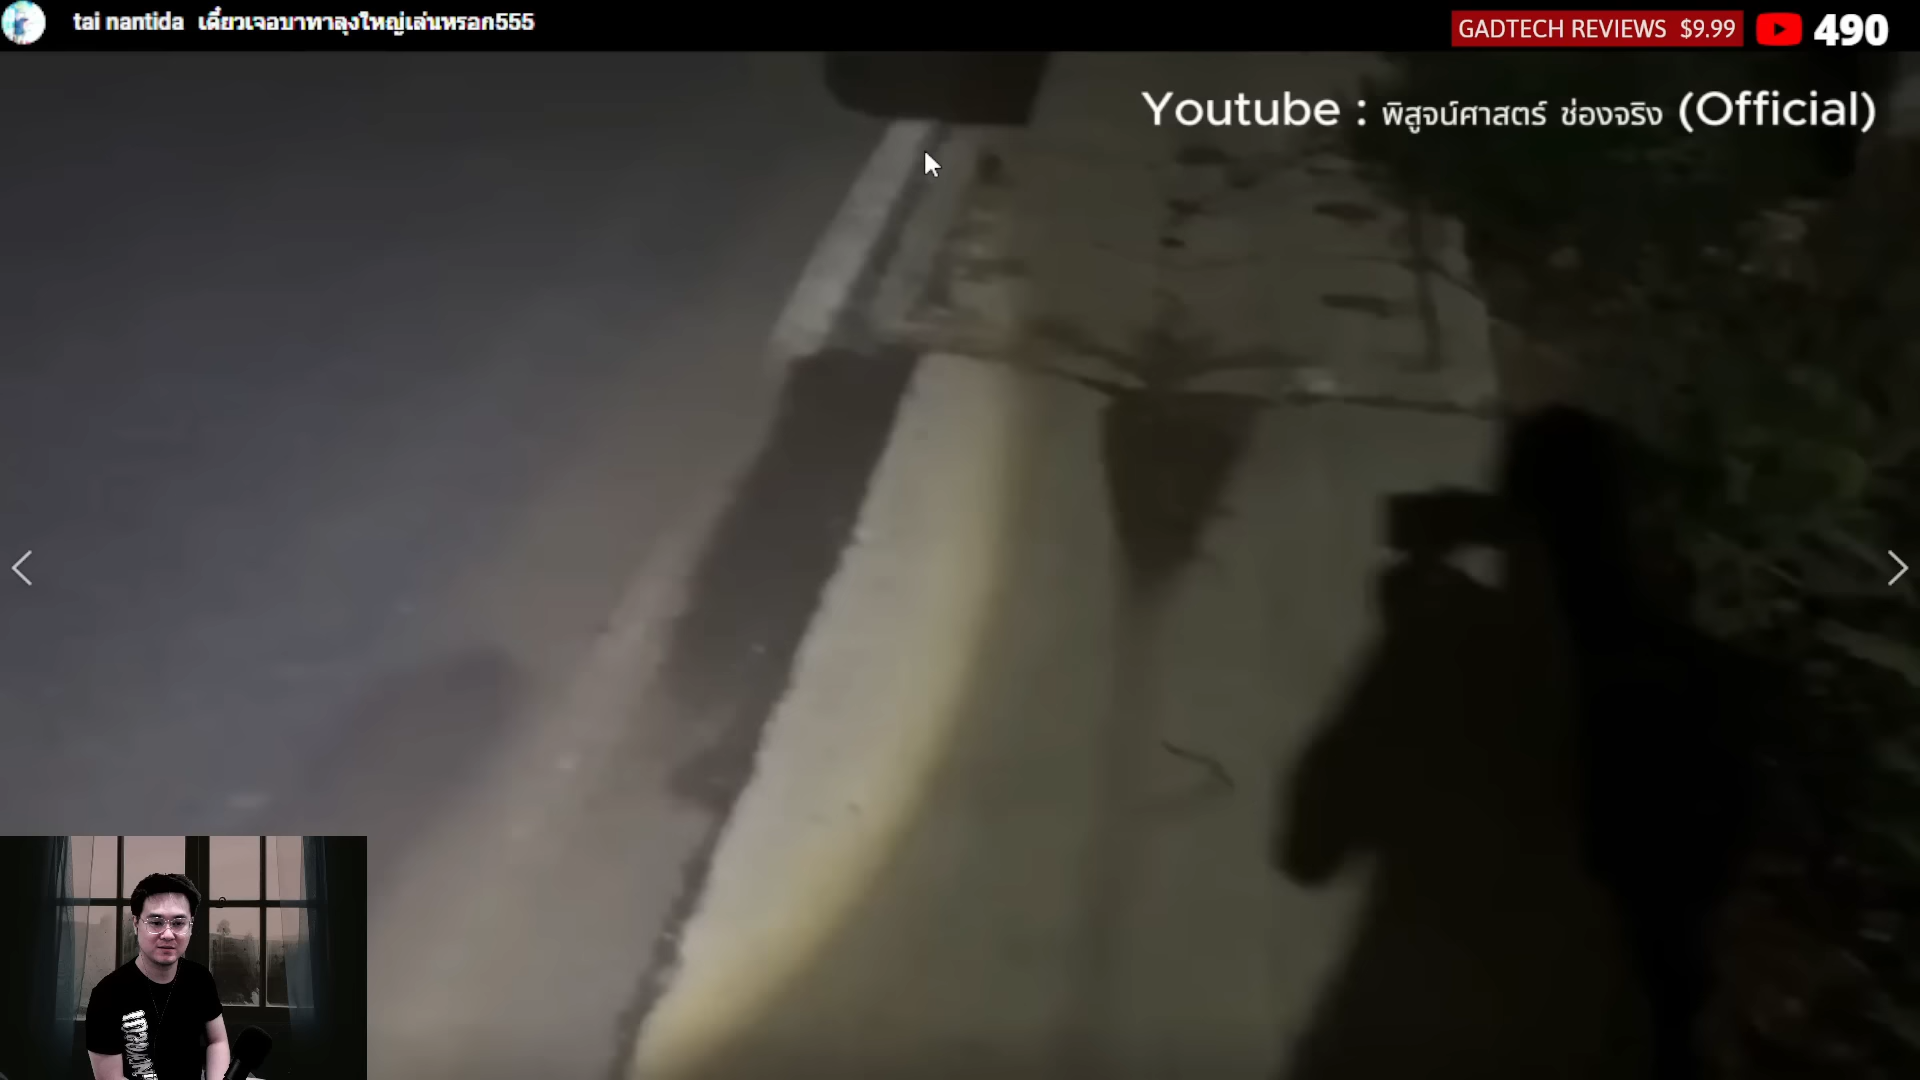 tai nantida เดี๋ยวเจอบาทาลุงใหญ่เล่นหรอก555
GADTECH REVIEWS $9.99
490
Youtube : พิสูจน์ศาสตร์ ช่องจริง (Official)